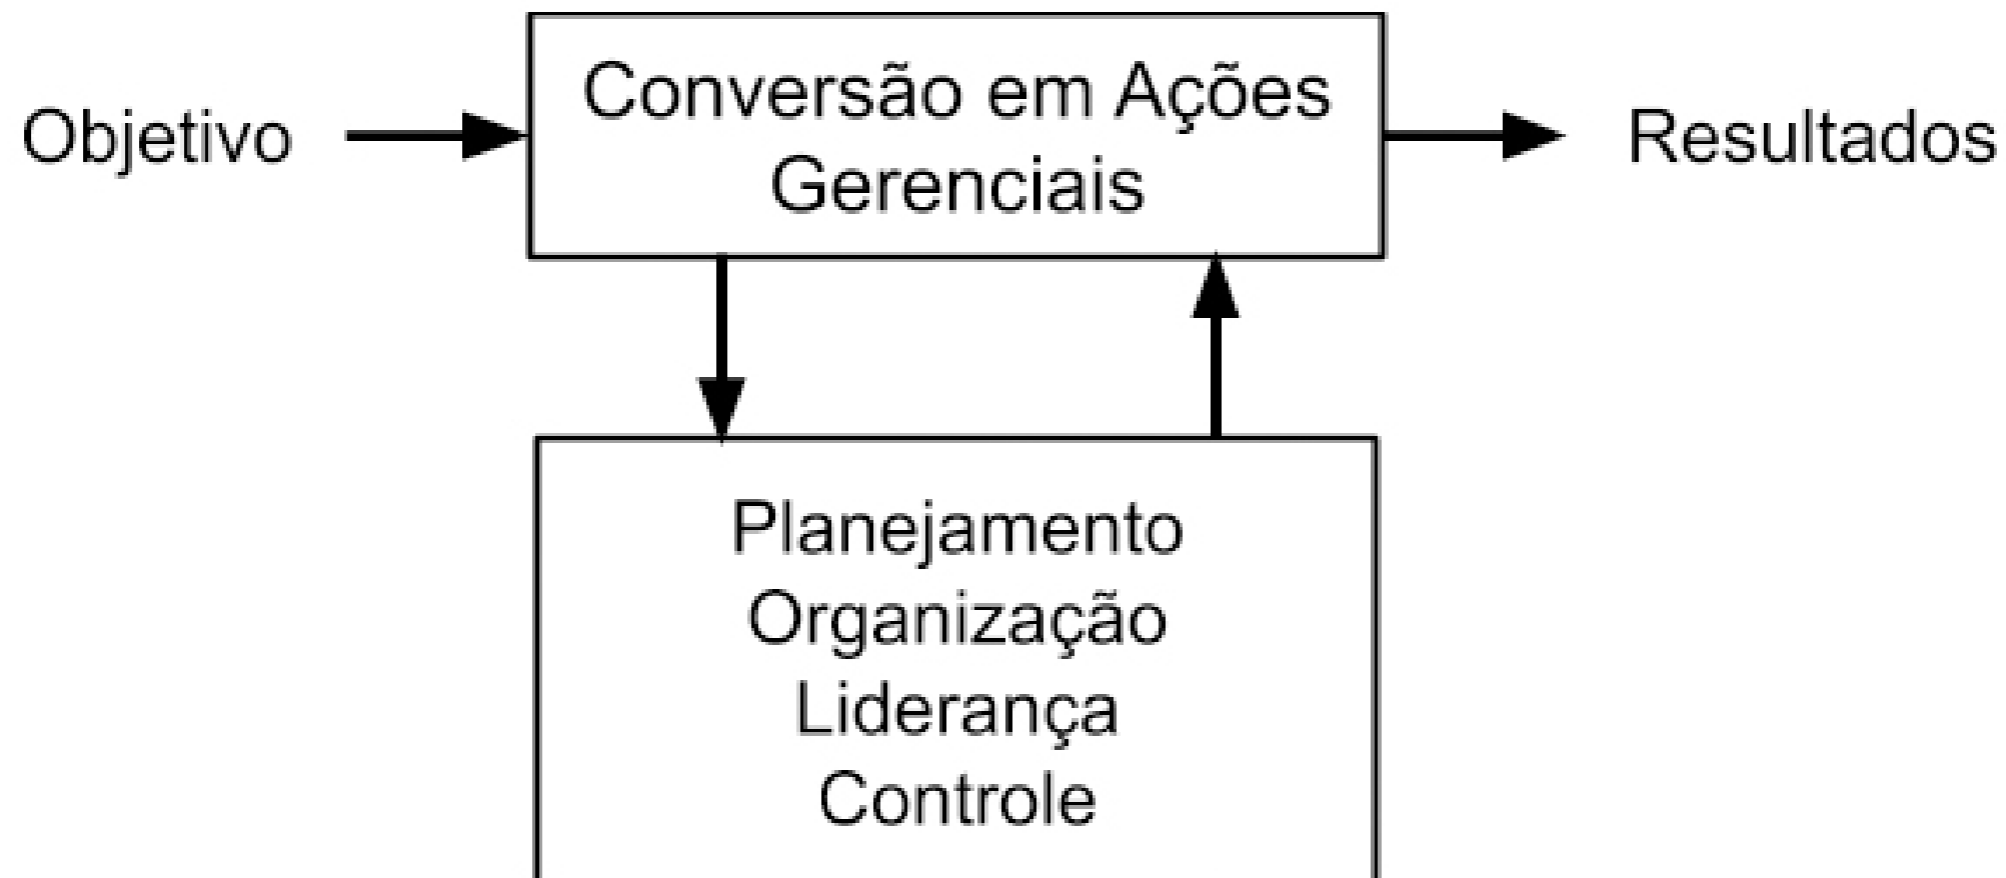 Objetivo
Conversão em Ações
Gerenciais
Resultados
Planejamento
Organização
Liderança
Controle